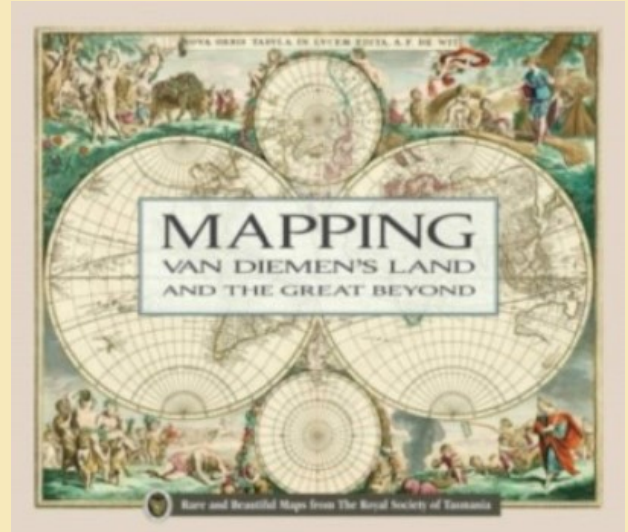 NOVA ORBIS TABULA IN LUCEM EDITA, A. F. DE WIT
MAPPING
VAN DIEMEN'S LAND
AND THE GREAT BEYOND
Rare and Beautiful Maps from The Royal Society of Tasmania